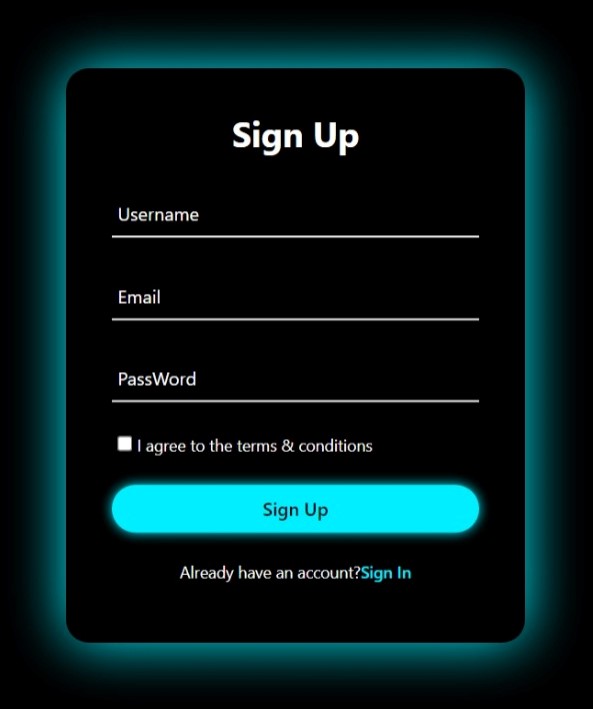 Sign Up
Username
Email
PassWord
I agree to the terms & conditions
Sign Up
Already have an account?Sign In